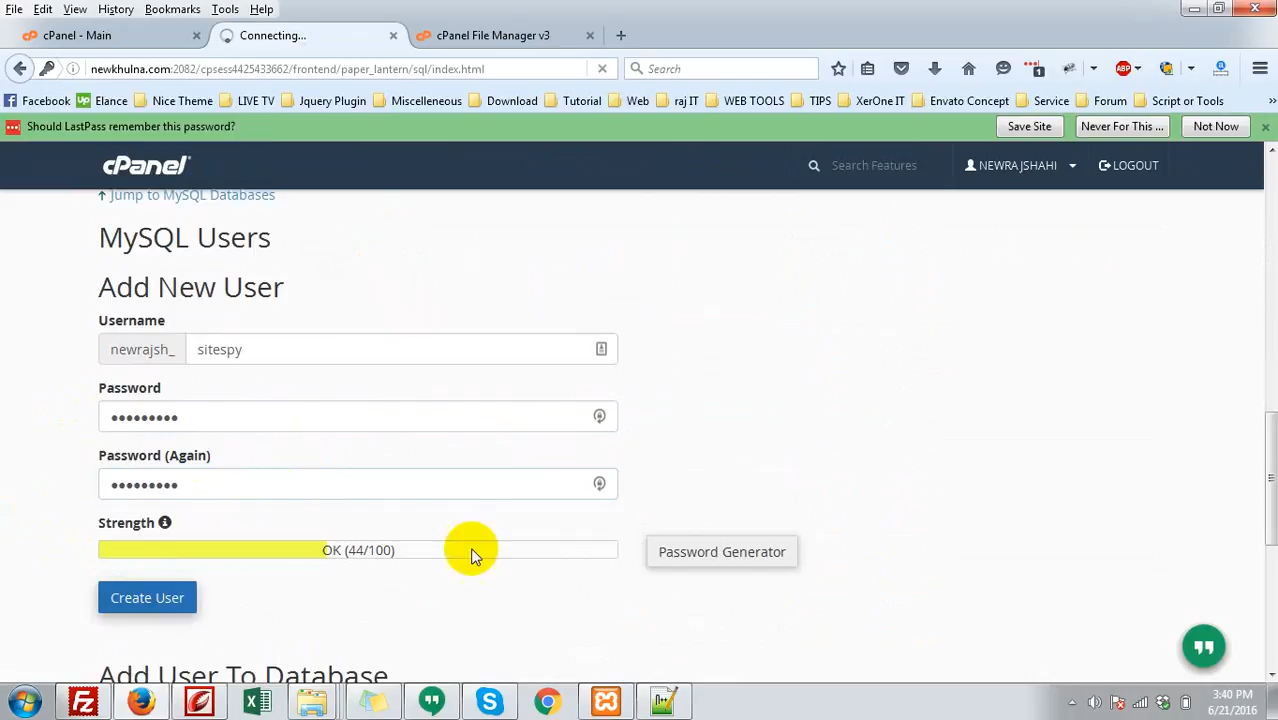 File Edit View History Bookmarks Tools Help
cPanel - Main × Connecting... × cPanel File Manager v3 × +
newkhulna.com:2082/cpsess4425433662/frontend/paper_lantern/sql/index.html Search 1 ABP
Facebook Up Elance Nice Theme LIVE TV Jquery Plugin Miscelleneous Download Tutorial Web raj IT WEB TOOLS TIPS XerOne IT Envato Concept Service Forum Script or Tools »
Should LastPass remember this password? Save Site Never For This ... Not Now ×
cPanel Search Features NEWRAJSHAHI LOGOUT
Jump to MySQL Databases
MySQL Users
Add New User
Username
newrajsh_ sitespy
Password
•••••••••
Password (Again)
•••••••••
Strength
OK (44/100) Password Generator
Create User
Add User To Database
3:40 PM
6/21/2016